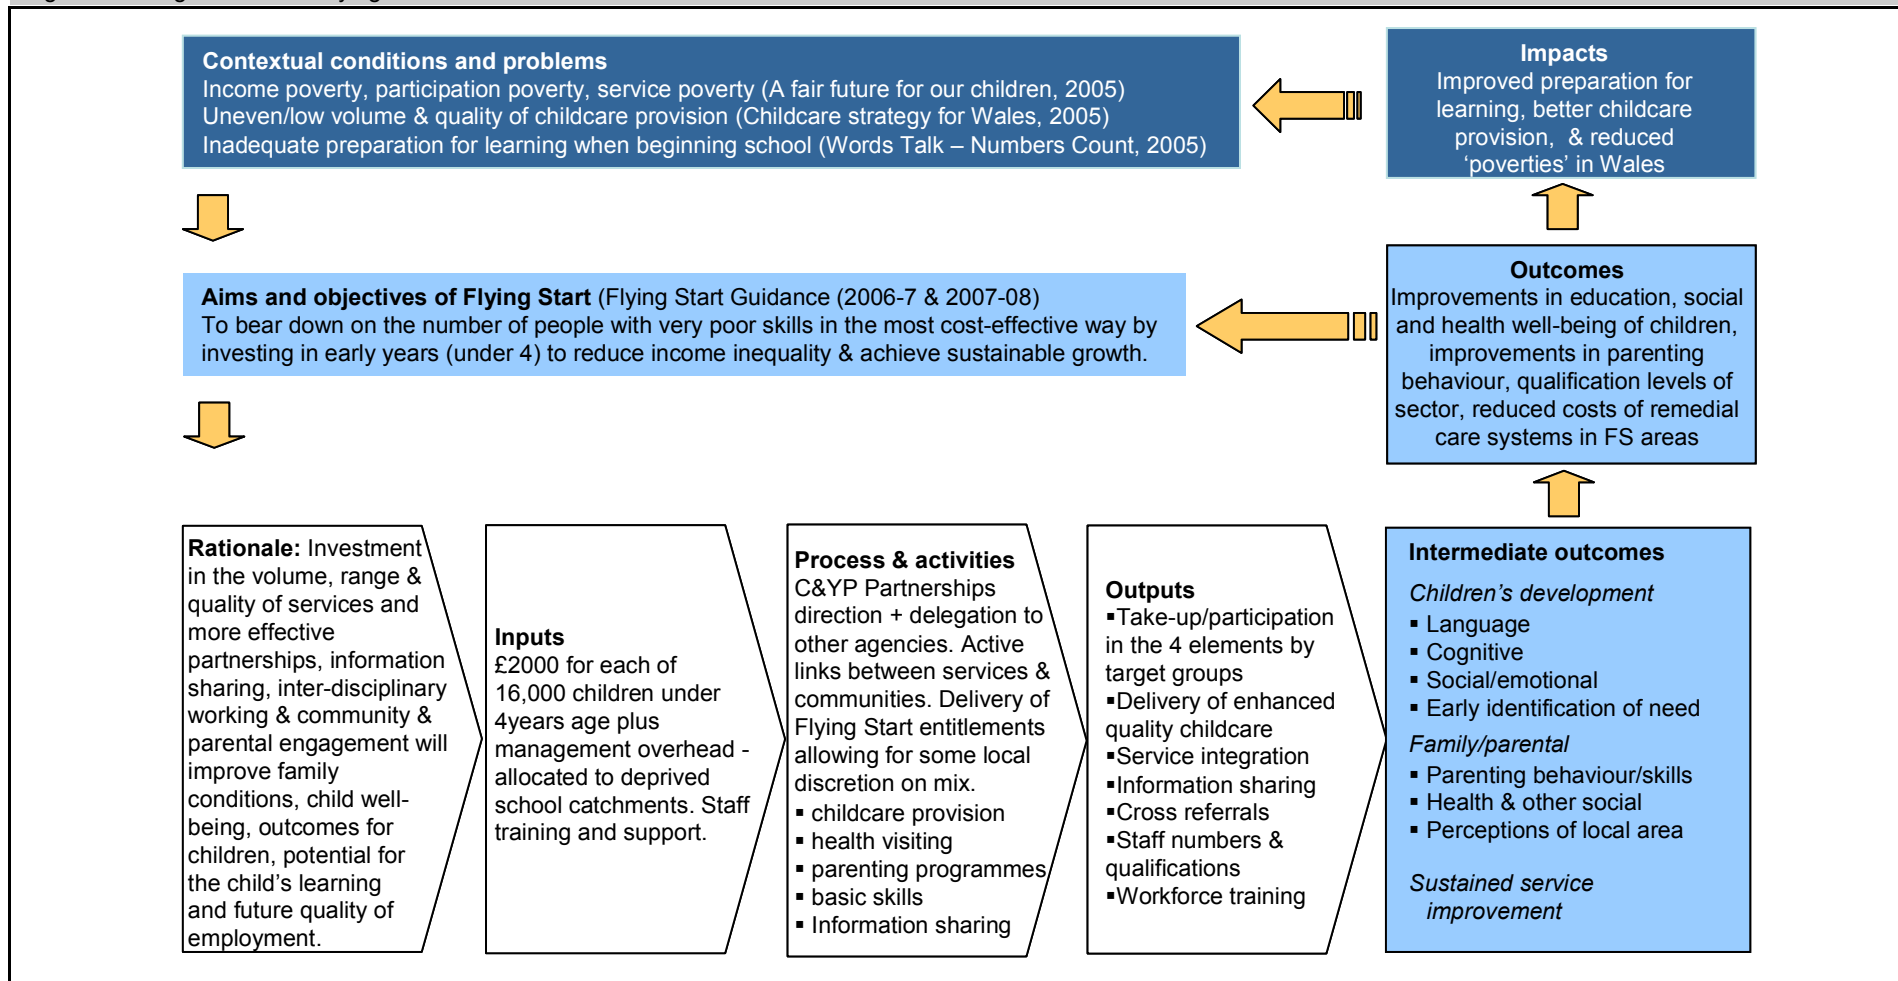 Contextual conditions and problems
Income poverty, participation poverty, service poverty (A fair future for our children, 2005)
Uneven/low volume & quality of childcare provision (Childcare strategy for Wales, 2005)
Inadequate preparation for learning when beginning school (Words Talk – Numbers Count, 2005)
Impacts
Improved preparation for
learning, better childcare
provision, & reduced
‘poverties’ in Wales
Aims and objectives of Flying Start (Flying Start Guidance (2006-7 & 2007-08)
To bear down on the number of people with very poor skills in the most cost-effective way by
investing in early years (under 4) to reduce income inequality & achieve sustainable growth.
Outcomes
Improvements in education, social
and health well-being of children,
improvements in parenting
behaviour, qualification levels of
sector, reduced costs of remedial
care systems in FS areas
Rationale: Investment
in the volume, range &
quality of services and
more effective
partnerships, information
sharing, inter-disciplinary
working & community &
parental engagement will
improve family
conditions, child well-
being, outcomes for
children, potential for
the child’s learning
and future quality of
employment.
Inputs
£2000 for each of
16,000 children under
4years age plus
management overhead -
allocated to deprived
school catchments. Staff
training and support.
Process & activities
C&YP Partnerships
direction + delegation to
other agencies. Active
links between services &
communities. Delivery of
Flying Start entitlements
allowing for some local
discretion on mix.
▪ childcare provision
▪ health visiting
▪ parenting programmes
▪ basic skills
▪ Information sharing
Outputs
▪Take-up/participation
in the 4 elements by
target groups
▪Delivery of enhanced
quality childcare
▪Service integration
▪Information sharing
▪Cross referrals
▪Staff numbers &
qualifications
▪Workforce training
Intermediate outcomes
Children’s development
▪ Language
▪ Cognitive
▪ Social/emotional
▪ Early identification of need
Family/parental
▪ Parenting behaviour/skills
▪ Health & other social
▪ Perceptions of local area
Sustained service
improvement